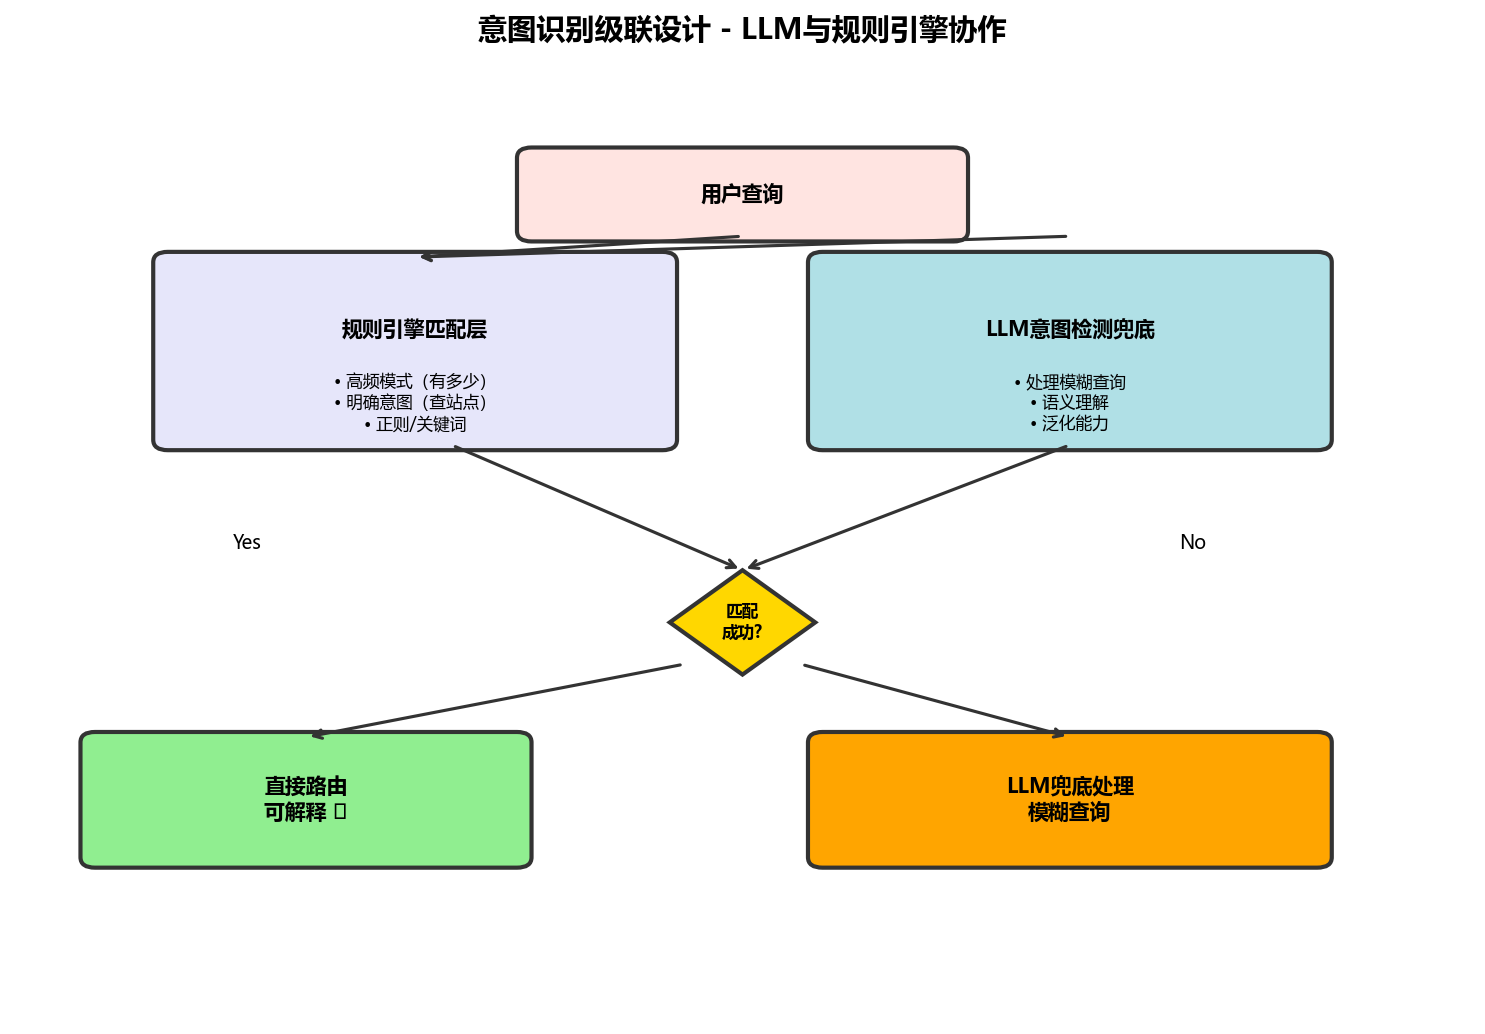 意图识别级联设计 - LLM与规则引擎协作
用户查询
规则引擎匹配层
• 高频模式（有多少）
• 明确意图（查站点）
• 正则/关键词
LLM意图检测兜底
• 处理模糊查询
• 语义理解
• 泛化能力
Yes
No
匹配
成功?
直接路由
可解释
LLM兜底处理
模糊查询